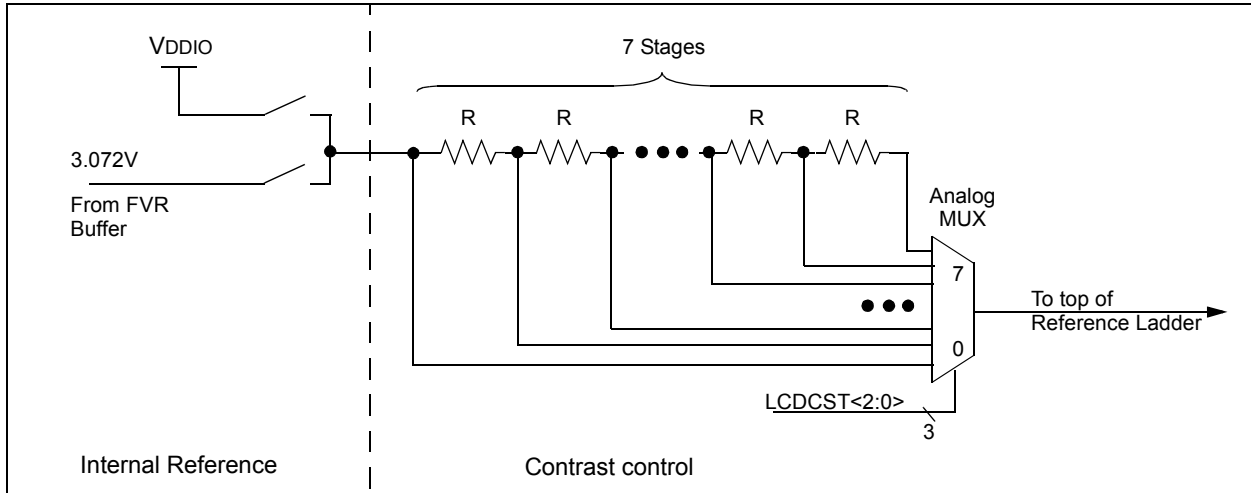 VDDIO
7 Stages
R
R
R
R
3.072V
From FVR
Buffer
Analog
MUX
7
To top of
Reference Ladder
0
LCDCST<2:0>
3
Internal Reference
Contrast control